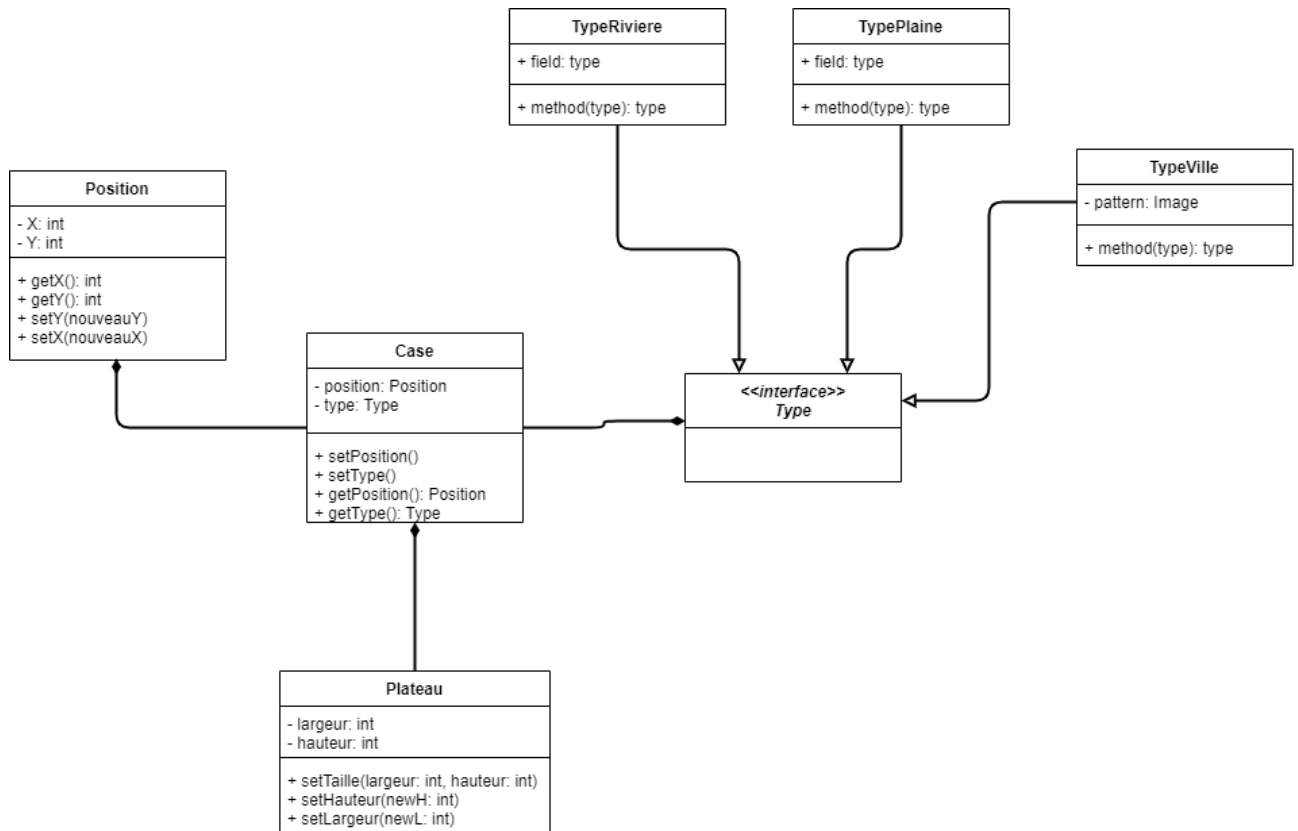 TypeRiviere
+ field: type
+ method(type): type
TypePlaine
+ field: type
+ method(type): type
TypeVille
- pattern: Image
+ method(type): type
Position
- X: int
- Y: int
+ getX(): int
+ getY(): int
+ setY(nouveauY)
+ setX(nouveauX)
Case
- position: Position
- type: Type
+ setPosition()
+ setType()
+ getPosition(): Position
+ getType(): Type
<<interface>>
Type
Plateau
- largeur: int
- hauteur: int
+ setTaille(largeur: int, hauteur: int)
+ setHauteur(newH: int)
+ setLargeur(newL: int)